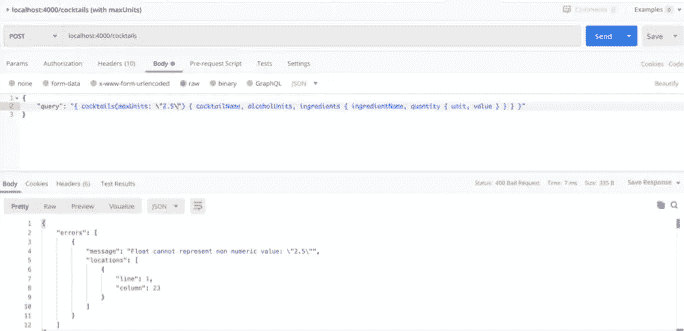 localhost:4000/cocktails (with maxUnits)
Comments 0
Examples 0
POST
localhost:4000/cocktails
Send
Save
Params Authorization Headers (10) Body Pre-request Script Tests Settings
Cookies Code
none form-data x-www-form-urlencoded raw binary GraphQL JSON
Beautify
1 {
2 "query": "{ cocktails(maxUnits: \"2.5\") { cocktailName, alcoholUnits, ingredients { ingredientName, quantity { unit, value } } } }"
3 }
Body Cookies Headers (6) Test Results
Status: 400 Bad Request Time: 7 ms Size: 335 B Save Response
Pretty Raw Preview Visualize JSON
1 {
2 "errors": [
3 {
4 "message": "Float cannot represent non numeric value: \"2.5\"",
5 "locations": [
6 {
7 "line": 1,
8 "column": 23
9 }
10 ]
11 }
12 ]